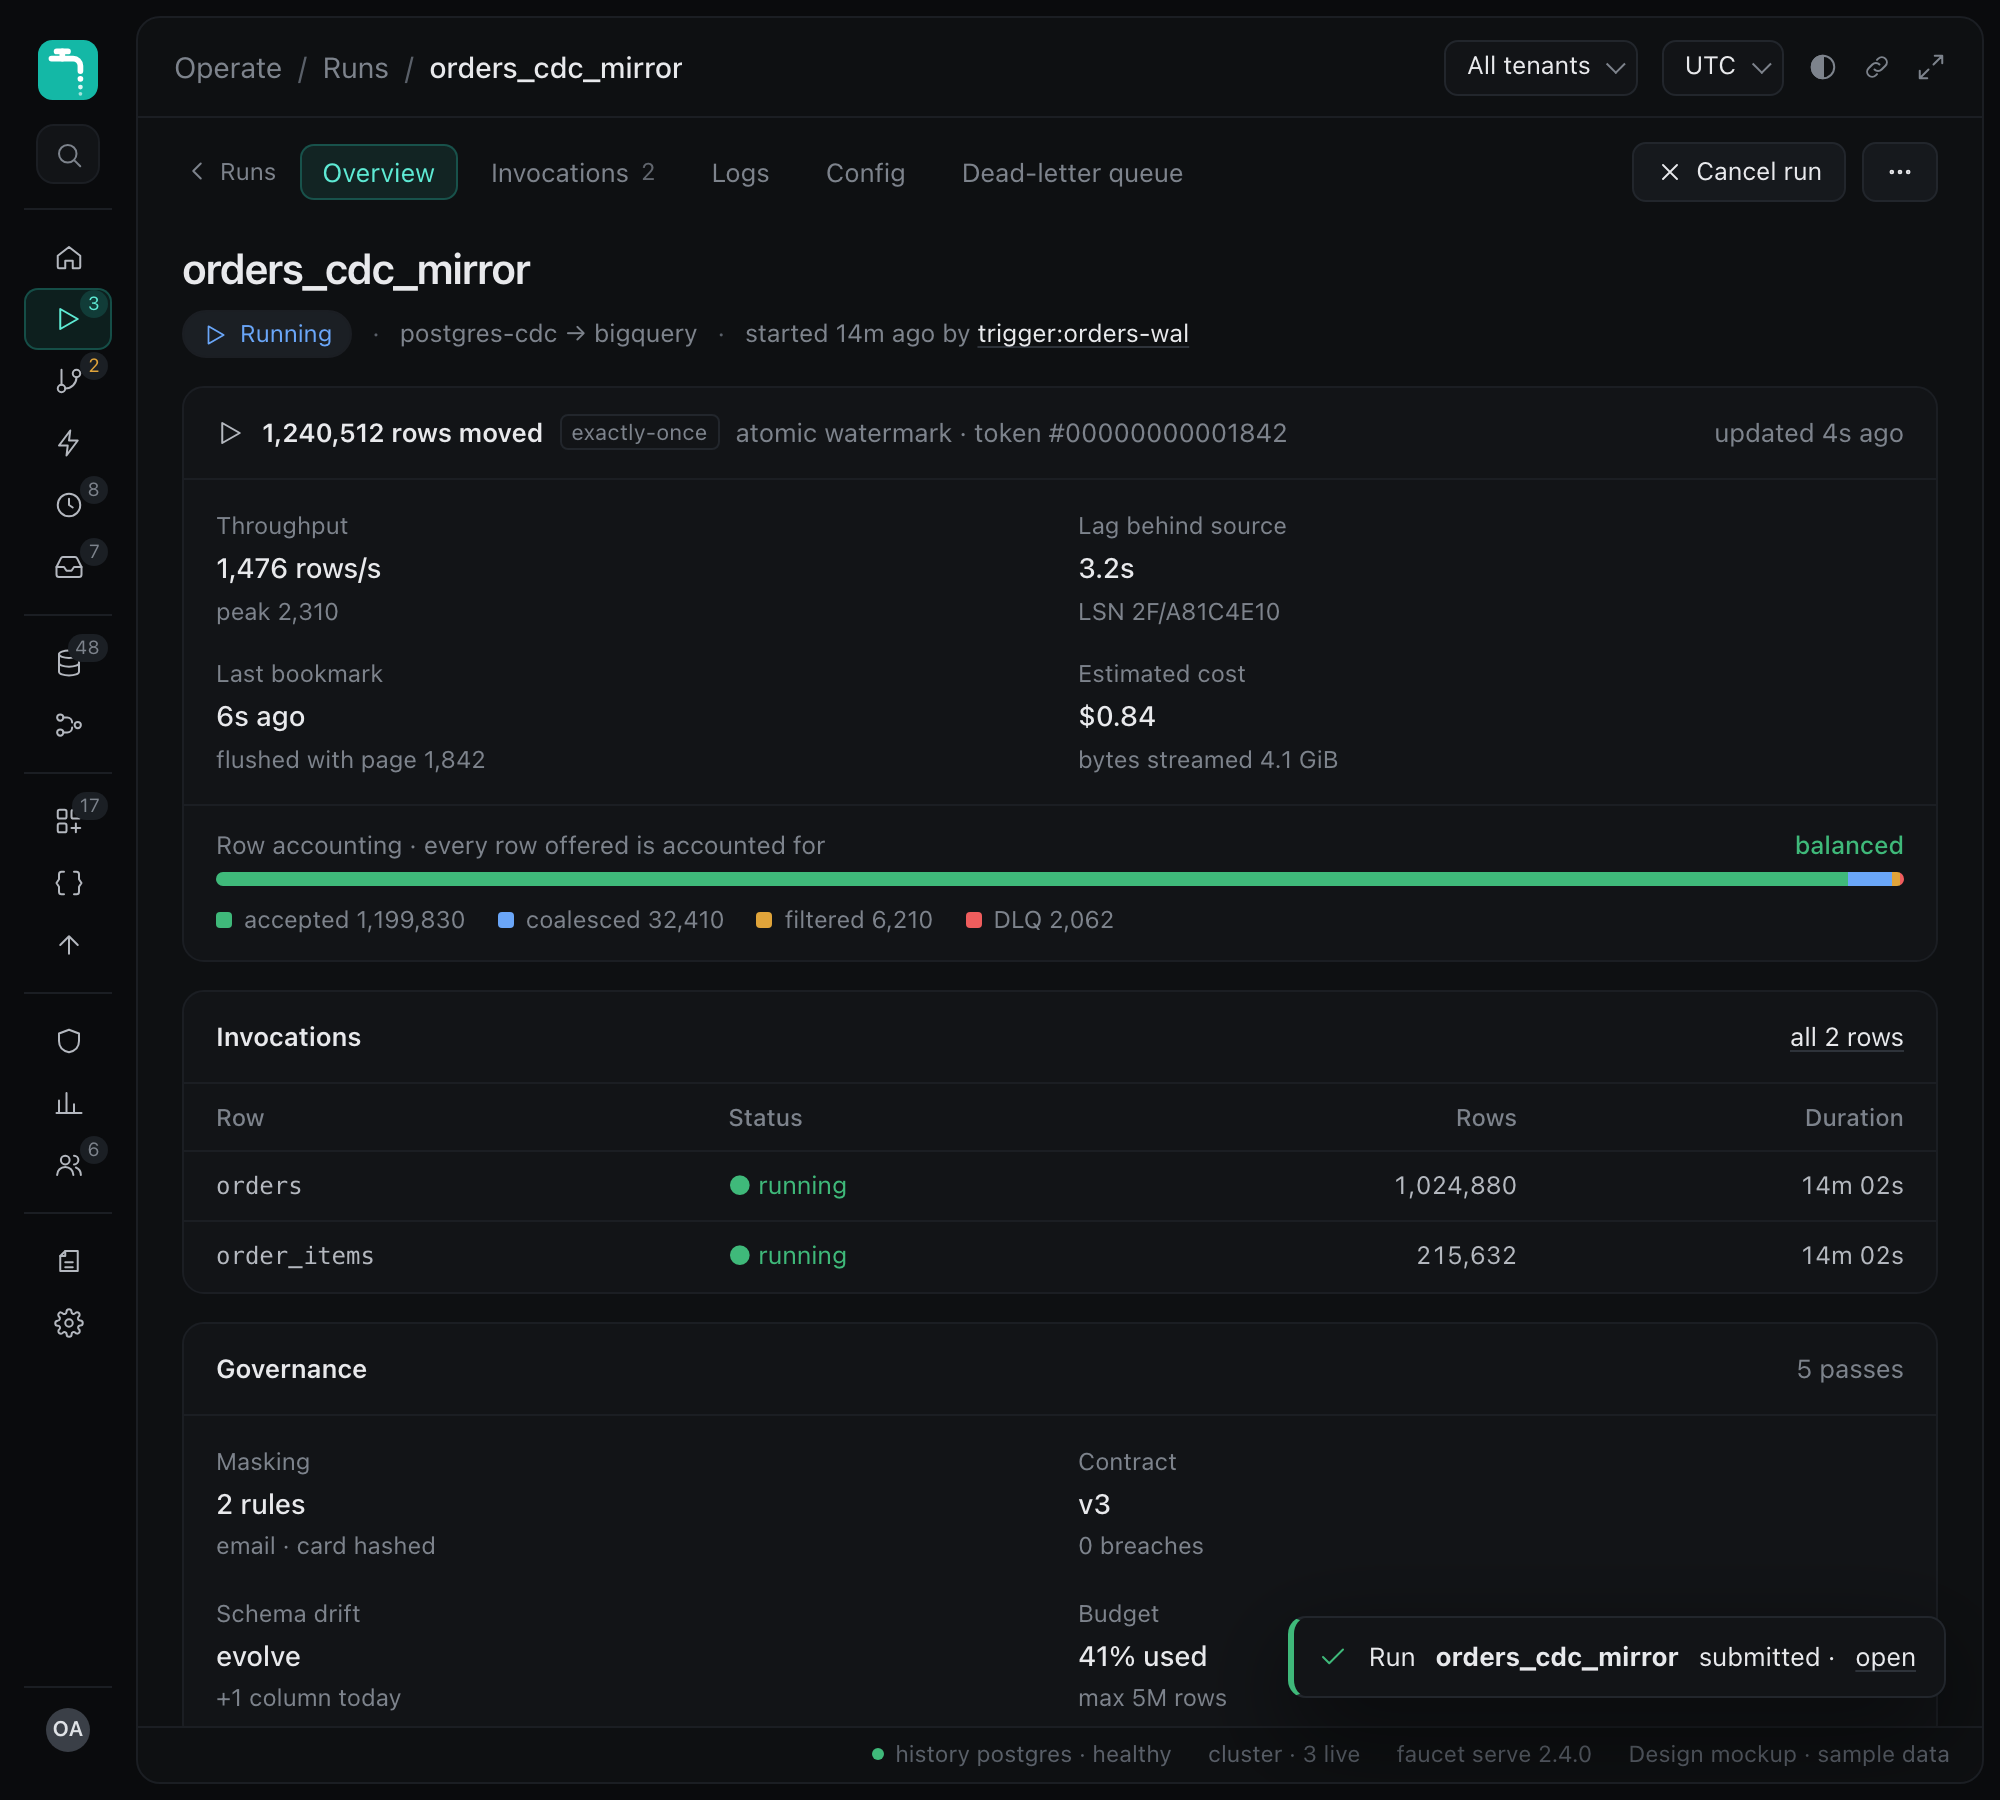 Operate / Runs / orders_cdc_mirror
All tenants
UTC
Runs
Overview
Invocations 2
Logs
Config
Dead-letter queue
Cancel run
3
2
8
7
48
17
6
OA
orders_cdc_mirror
Running · postgres-cdc → bigquery · started 14m ago by trigger:orders-wal
1,240,512 rows moved exactly-once atomic watermark · token #00000000001842 updated 4s ago
Throughput
1,476 rows/s
peak 2,310
Lag behind source
3.2s
LSN 2F/A81C4E10
Last bookmark
6s ago
flushed with page 1,842
Estimated cost
$0.84
bytes streamed 4.1 GiB
Row accounting · every row offered is accounted for balanced
accepted 1,199,830 coalesced 32,410 filtered 6,210 DLQ 2,062
Invocations all 2 rows
Row Status Rows Duration
orders running 1,024,880 14m 02s
order_items running 215,632 14m 02s
Governance 5 passes
Masking
2 rules
email · card hashed
Contract
v3
0 breaches
Schema drift
evolve
+1 column today
Budget
41% used
max 5M rows
Run orders_cdc_mirror submitted · open
history postgres · healthy cluster · 3 live faucet serve 2.4.0 Design mockup · sample data